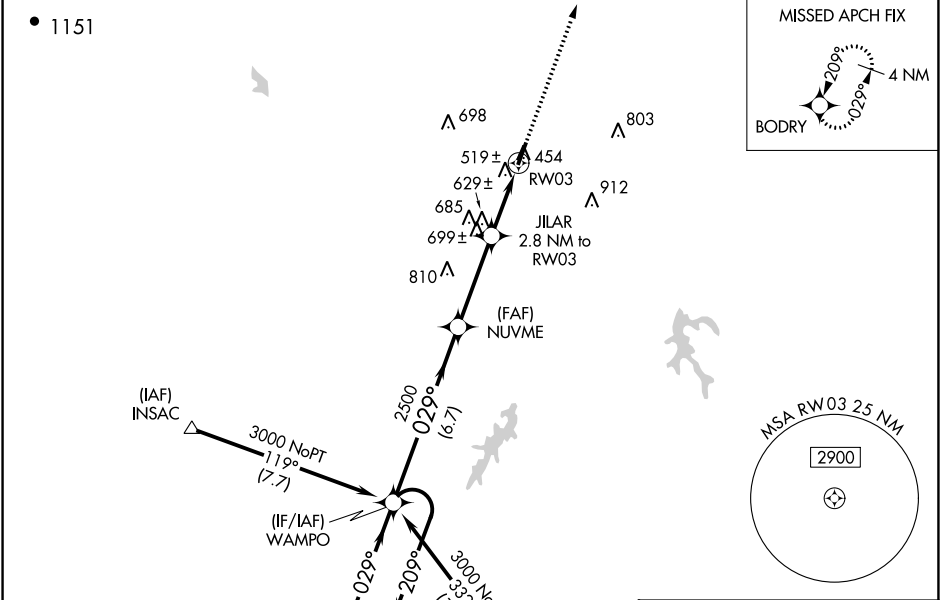 1151
MISSED APCH FIX
209°
4 NM
029°
BODRY
698
803
519±
454
RW03
629±
912
685
JILAR
2.8 NM to
RW03
699±
810
(FAF)
NUVME
2500
029°
(6.7)
(IAF)
INSAC
3000 NoPT
119°
(7.7)
MSA RW03 25 NM
2900
(IF/IAF)
WAMPO
029°
209°
3000